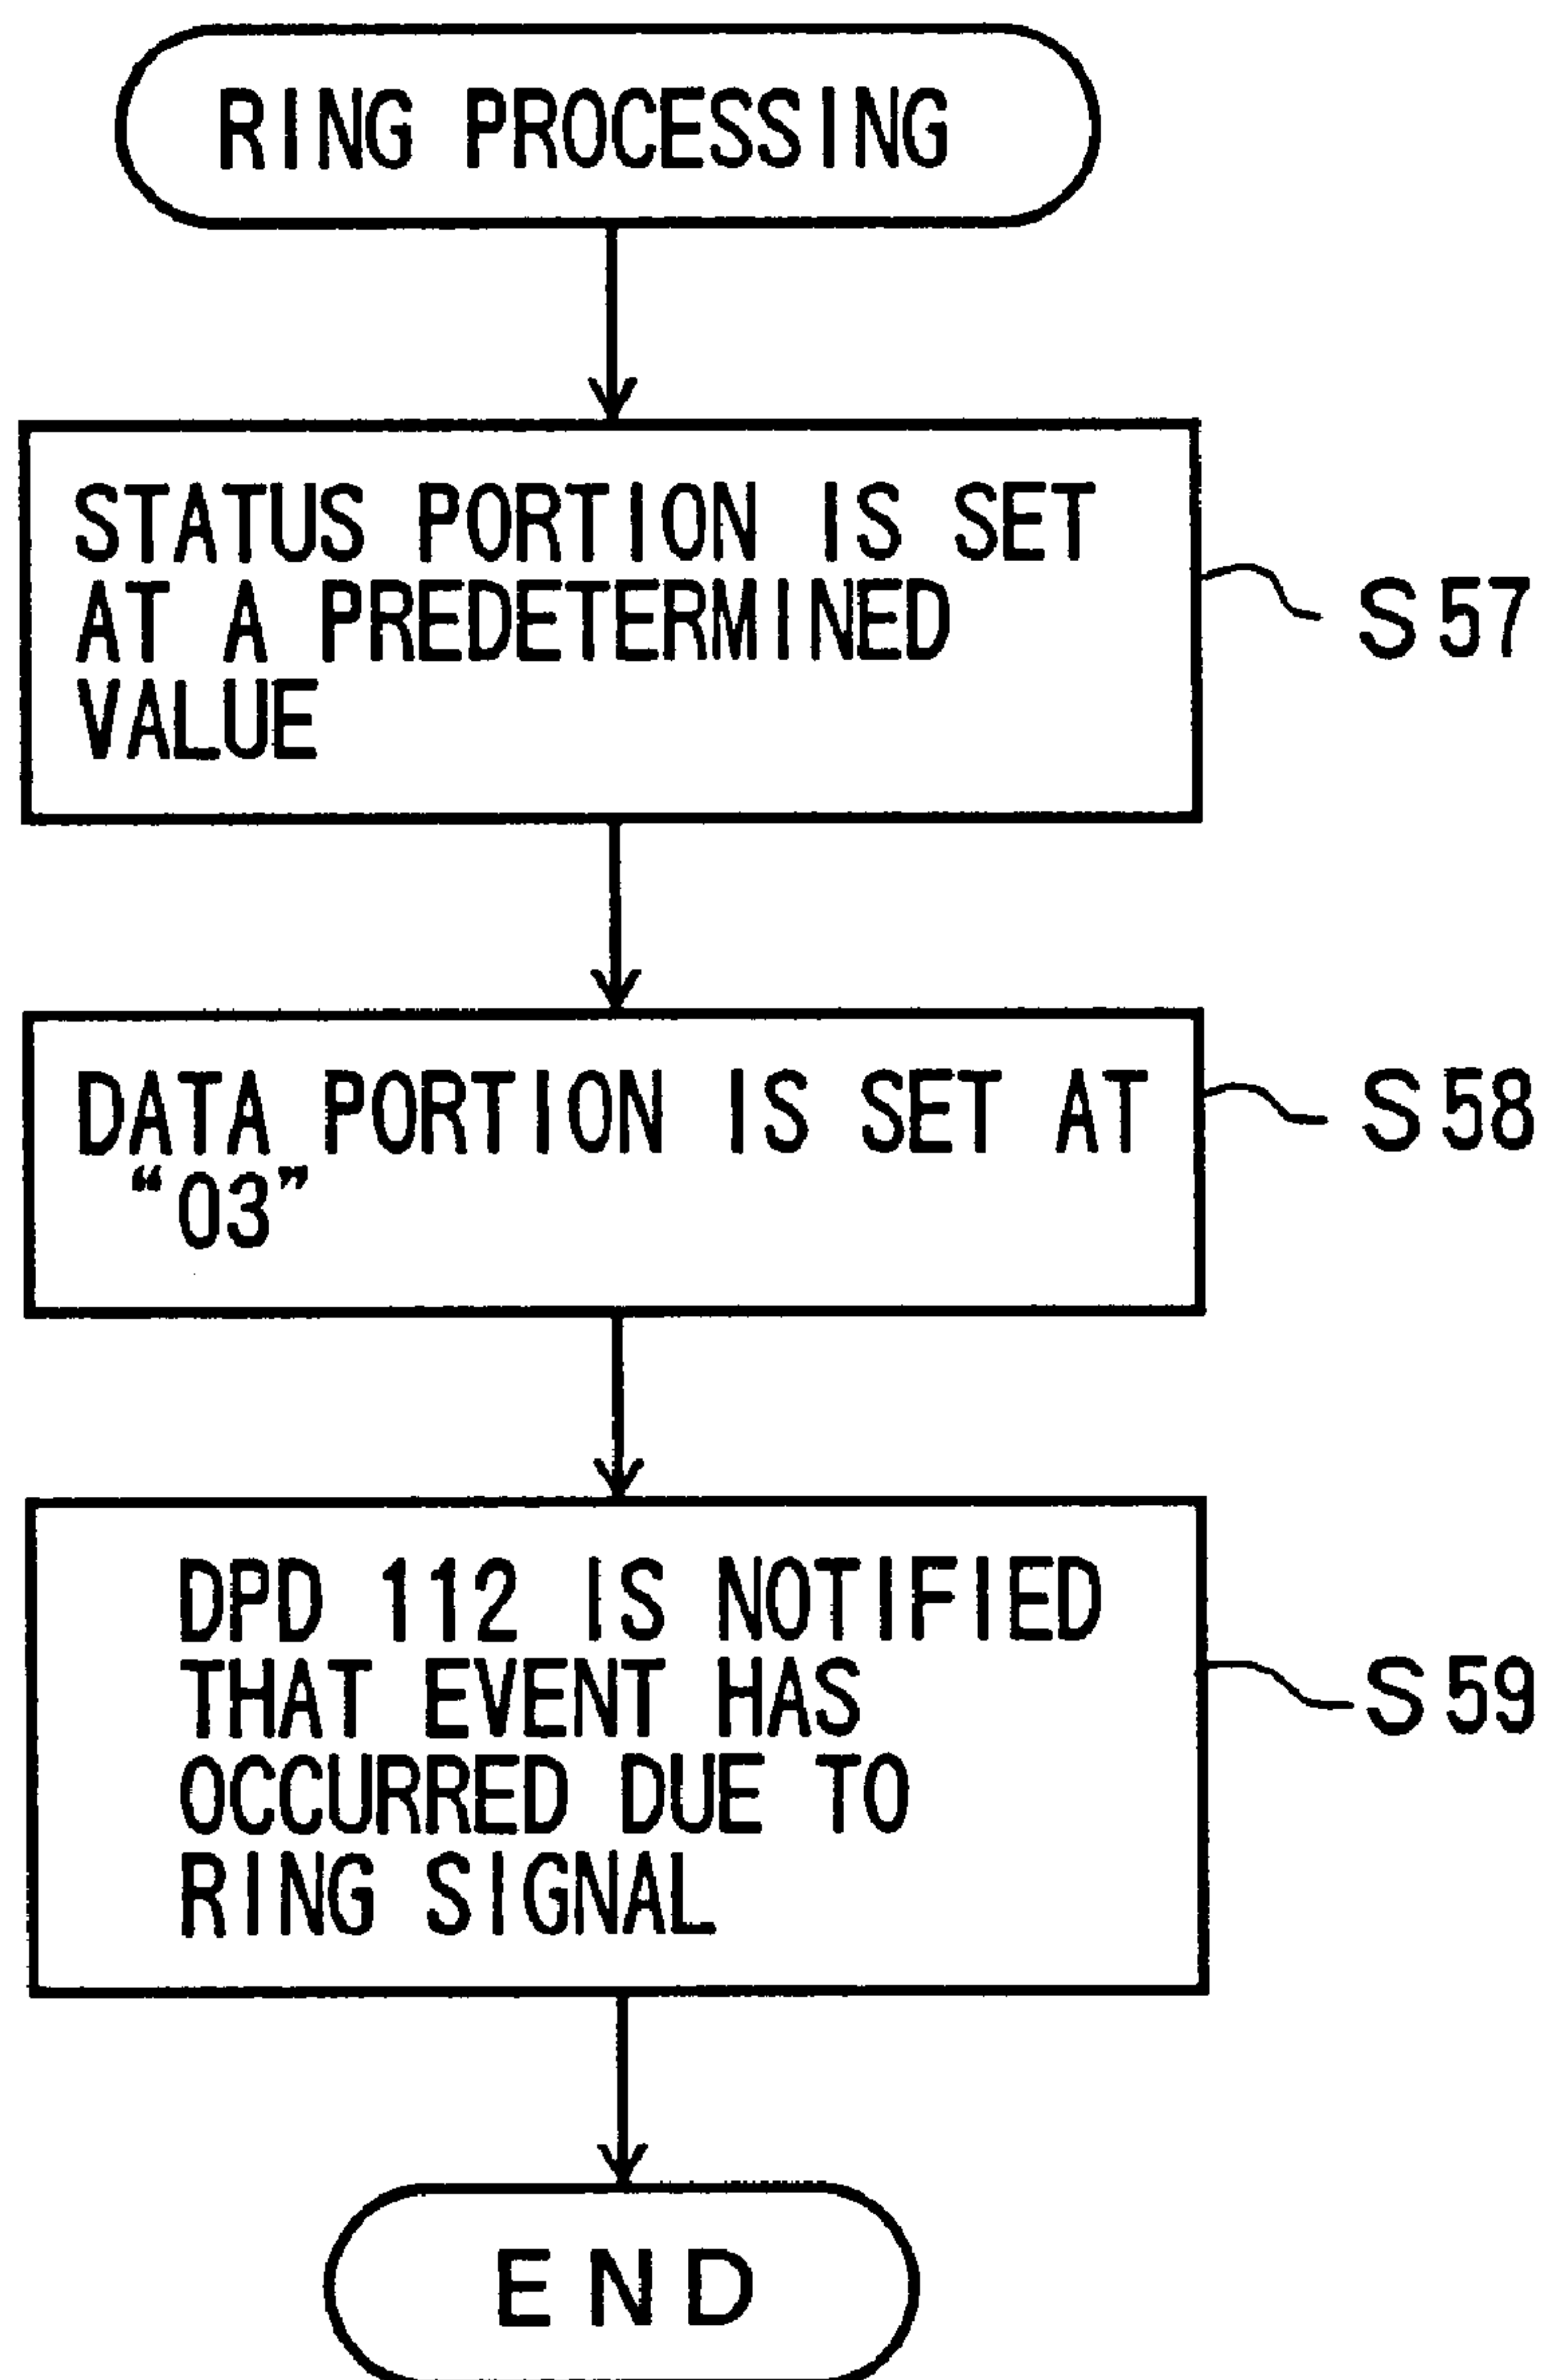 RING PROCESSING
STATUS PORTION IS SET
AT A PREDETERMINED
VALUE
S57
DATA PORTION IS SET AT
“03”
S58
DPD 112 IS NOTIFIED
THAT EVENT HAS
OCCURRED DUE TO
RING SIGNAL
S59
END